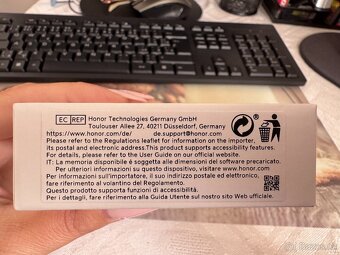 EC REP Honor Technologies Germany GmbH
Toulouser Allee 27, 40211 Düsseldorf, Germany
https://www.honor.com/de/ de.support@honor.com
Please refer to the Regulations leaflet for information on the importer,
its postal and electronic address.This product supports accessibility features.
For details, please refer to the User Guide on our official website.
IT: La memoria disponibile è soggetta alle dimensioni del software precaricato.
Per ulteriori informazioni su questo dispositivo, visitare www.honor.com.
Per informazioni sull'importatore, il suo indirizzo postale ed elettronico,
fare riferimento al volantino del Regolamento.
Questo prodotto supporta funzioni di accessibilità.
Per i dettagli, fare riferimento alla Guida Utente sul nostro sito Web ufficiale.